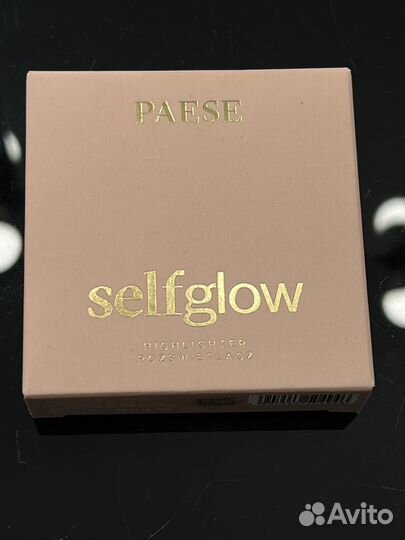 PAESE
selfglow
HIGHLIGHTER
ROZŚWIETLACZ
Avito